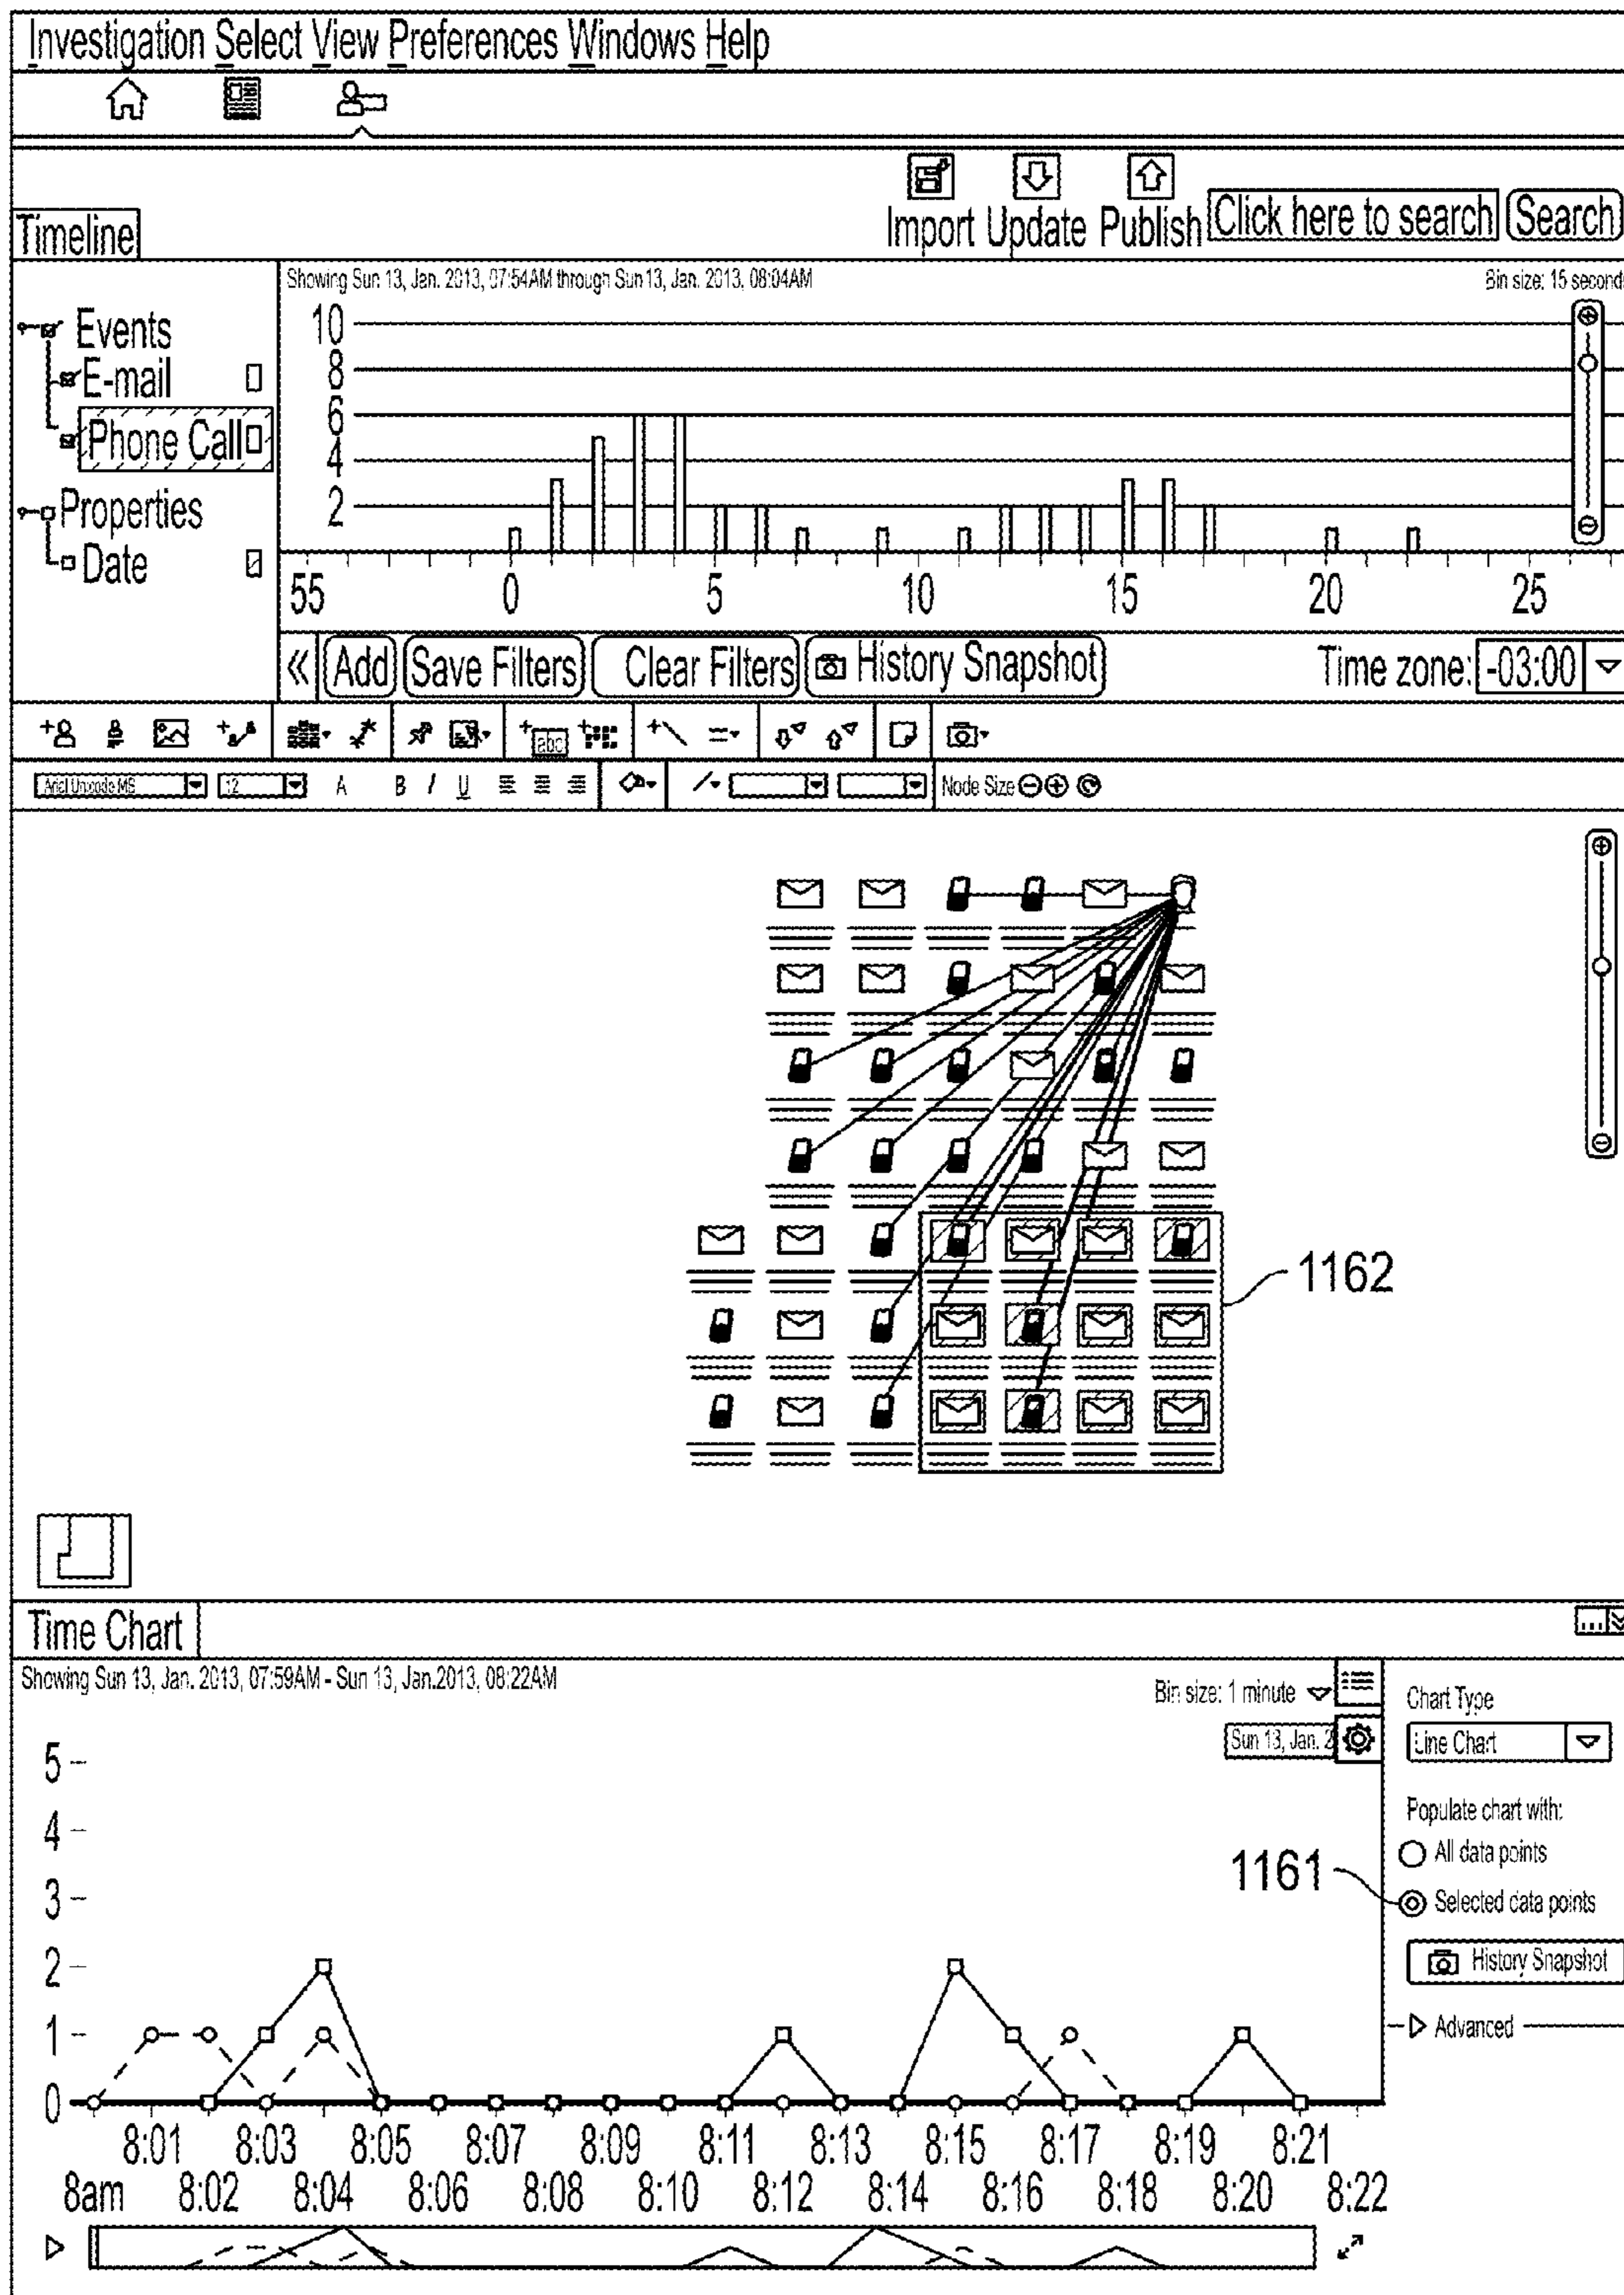 Investigation Select View Preferences Windows Help
Import Update Publish Click here to search Search
Timeline
Showing Sun 13, Jan. 2013, 07:54AM through Sun 13, Jan. 2013, 08:04AM
Bin size: 15 second
Events
E-mail
Phone Call
Properties
Date
10
8
6
4
2
55 0 5 10 15 20 25
« Add Save Filters Clear Filters History Snapshot Time zone: -03:00
abc
Arial Unicode MS 12 A B I U Node Size
1162
Time Chart
Showing Sun 13, Jan. 2013, 07:59AM - Sun 13, Jan.2013, 08:22AM
Bin size: 1 minute
Sun 13, Jan. 2
Chart Type
Line Chart
Populate chart with:
All data points
1161
Selected data points
History Snapshot
Advanced
5
4
3
2
1
0
8:01 8:03 8:05 8:07 8:09 8:11 8:13 8:15 8:17 8:19 8:21
8am 8:02 8:04 8:06 8:08 8:10 8:12 8:14 8:16 8:18 8:20 8:22